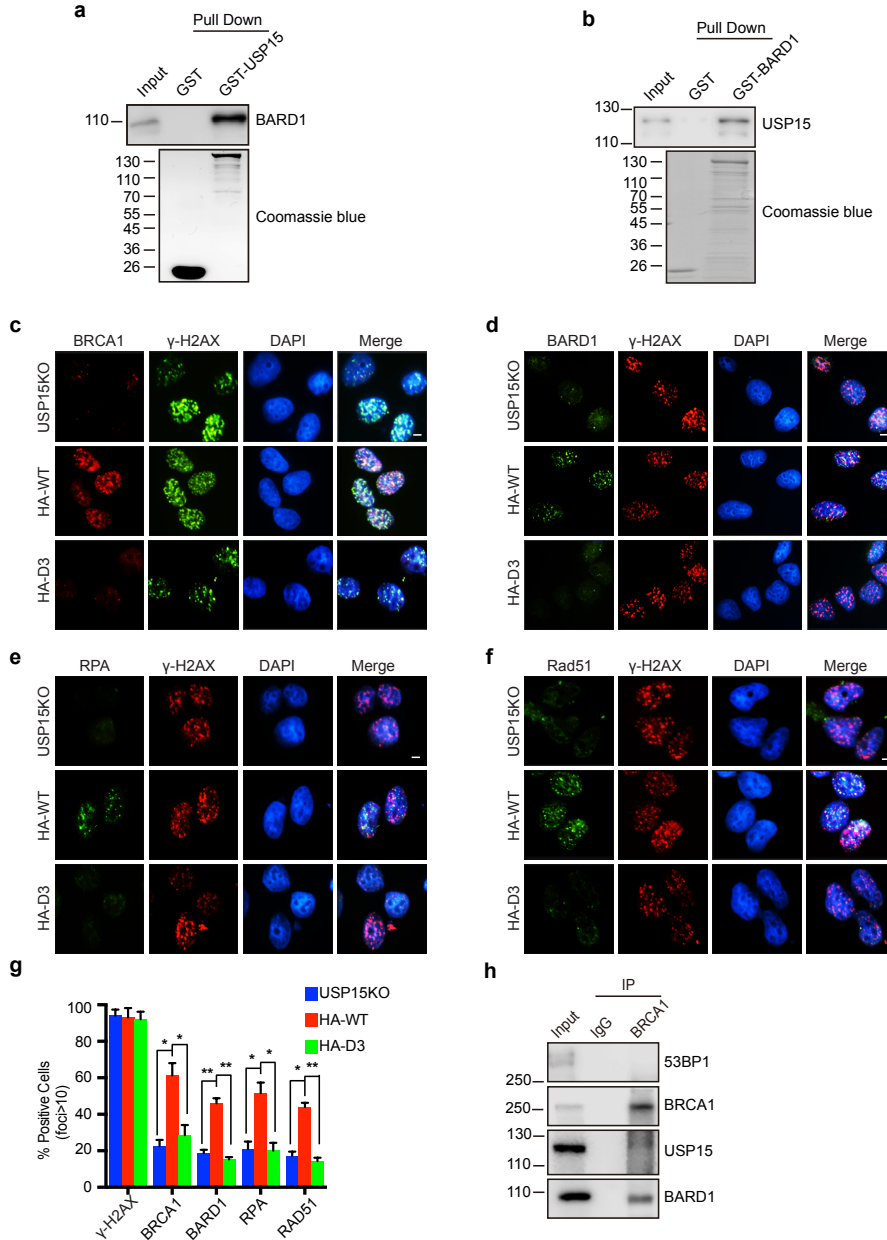 a
Pull Down
Input GST GST-USP15
110
BARD1
130
110
70
55
45
36
26
Coomassie blue
b
Pull Down
Input GST GST-BARD1
130
110
USP15
130
110
70
55
45
36
26
Coomassie blue
c
BRCA1 γ-H2AX DAPI Merge
USP15KO
HA-WT
HA-D3
d
BARD1 γ-H2AX DAPI Merge
USP15KO
HA-WT
HA-D3
e
RPA γ-H2AX DAPI Merge
USP15KO
HA-WT
HA-D3
f
Rad51 γ-H2AX DAPI Merge
USP15KO
HA-WT
HA-D3
g
USP15KO
HA-WT
HA-D3
% Positive Cells
(foci>10)
100
80
60
40
20
0
* * ** ** * * * **
γ-H2AX BRCA1 BARD1 RPA RAD51
h
IP
Input IgG BRCA1
53BP1
250
250
BRCA1
130
110
USP15
110
BARD1